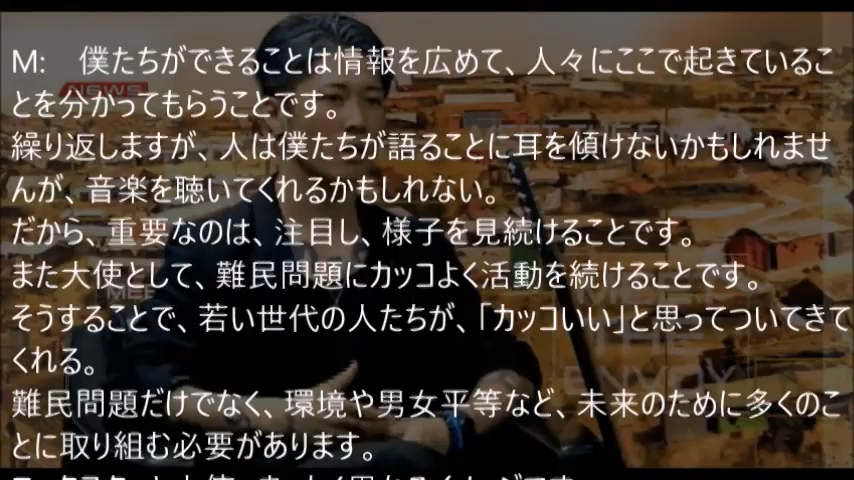 M:　僕たちができることは情報を広めて、人々にここで起きているこ
とを分かってもらうことです。
繰り返しますが、人は僕たちが語ることに耳を傾けないかもしれませ
んが、音楽を聴いてくれるかもしれない。
だから、重要なのは、注目し、様子を見続けることです。
また大使として、難民問題にカッコよく活動を続けることです。
そうすることで、若い世代の人たちが、「カッコいい」と思ってついてきて
くれる。
難民問題だけでなく、環境や男女平等など、未来のために多くのこ
とに取り組む必要があります。
NEWS
MEE
THE
ENVOY